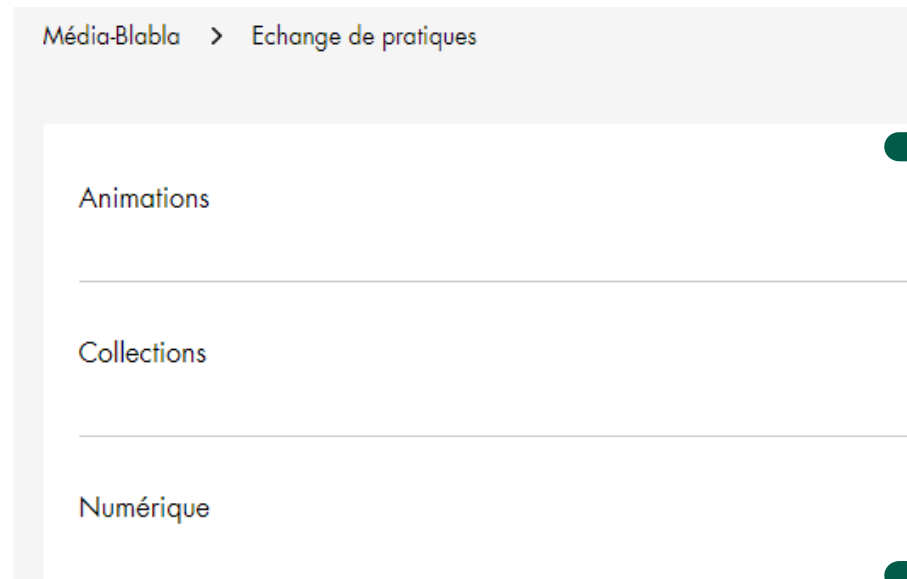 Média-Blabla > Echange de pratiques
Animations
Collections
Numérique